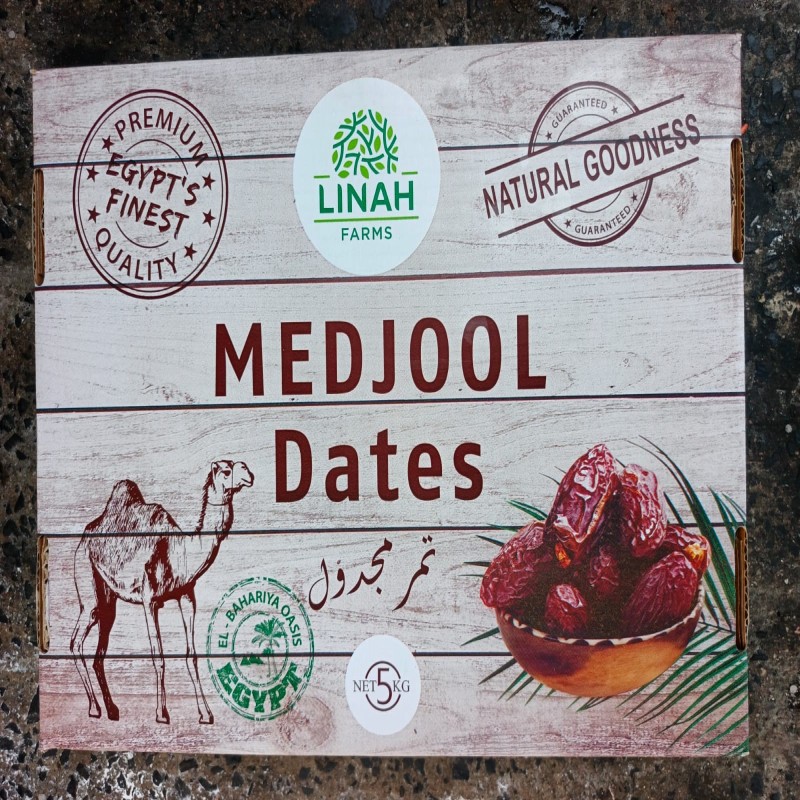 PREMIUM
EGYPT'S
FINEST
QUALITY
LINAH
FARMS
GUARANTEED
NATURAL GOODNESS
GUARANTEED
MEDJOOL
Dates
تمر مجدؤل
EL BAHARIYA OASIS
EGYPT
NET 5 KG